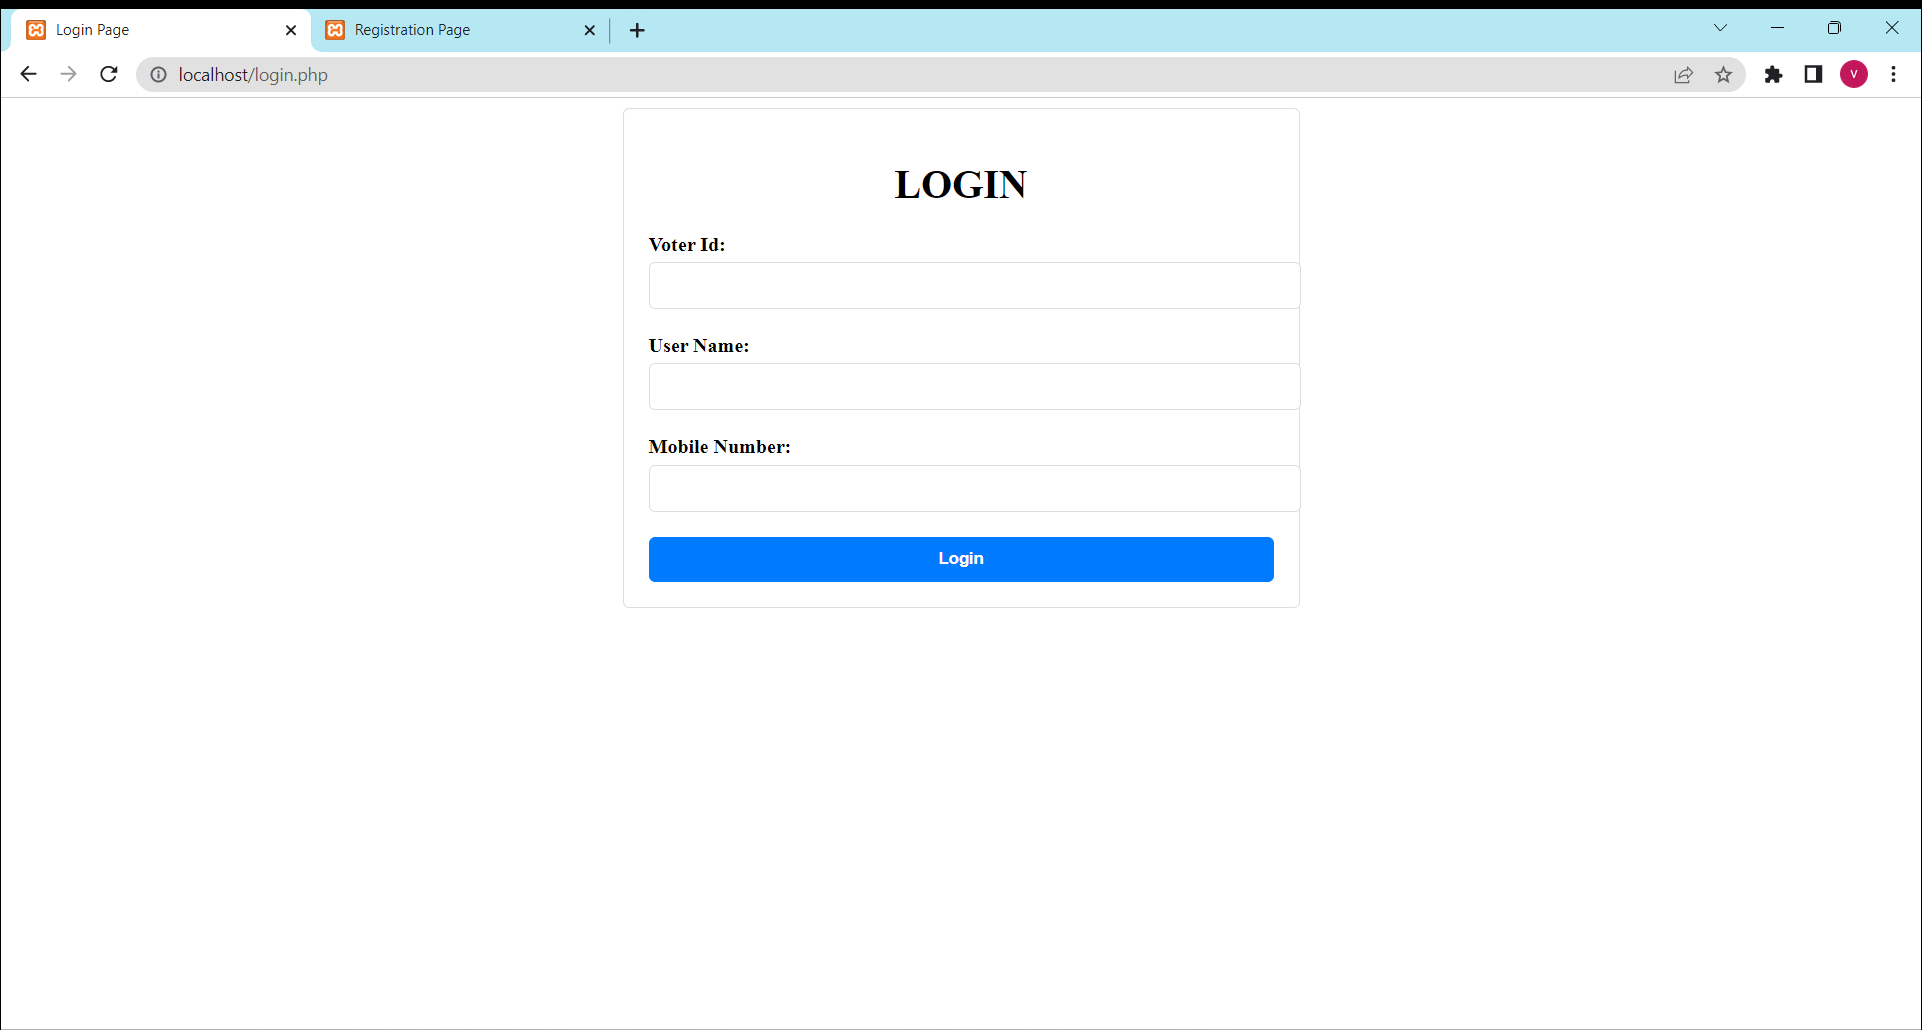 Login Page
Registration Page
localhost/login.php
V
LOGIN
Voter Id:
User Name:
Mobile Number:
Login